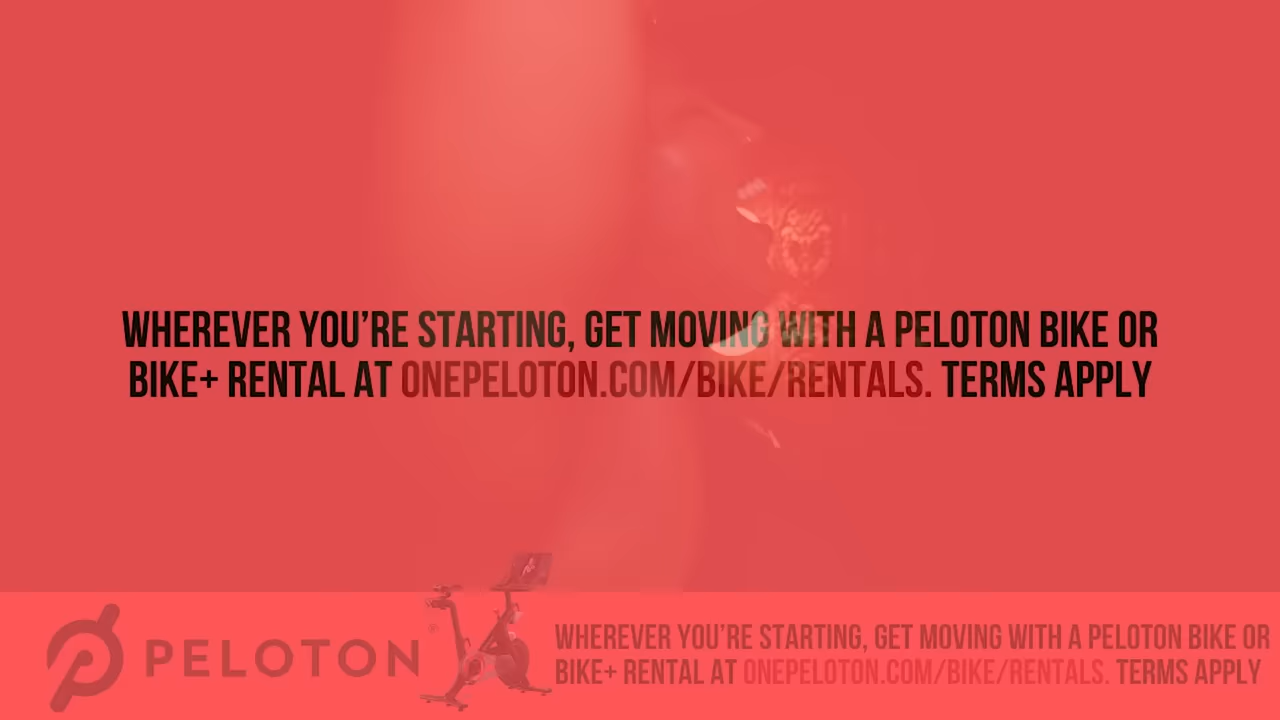 WHEREVER YOU'RE STARTING, GET MOVING WITH A PELOTON BIKE OR
BIKE+ RENTAL AT ONEPELOTON.COM/BIKE/RENTALS. TERMS APPLY
PELOTON®
WHEREVER YOU'RE STARTING, GET MOVING WITH A PELOTON BIKE OR
BIKE+ RENTAL AT ONEPELOTON.COM/BIKE/RENTALS. TERMS APPLY